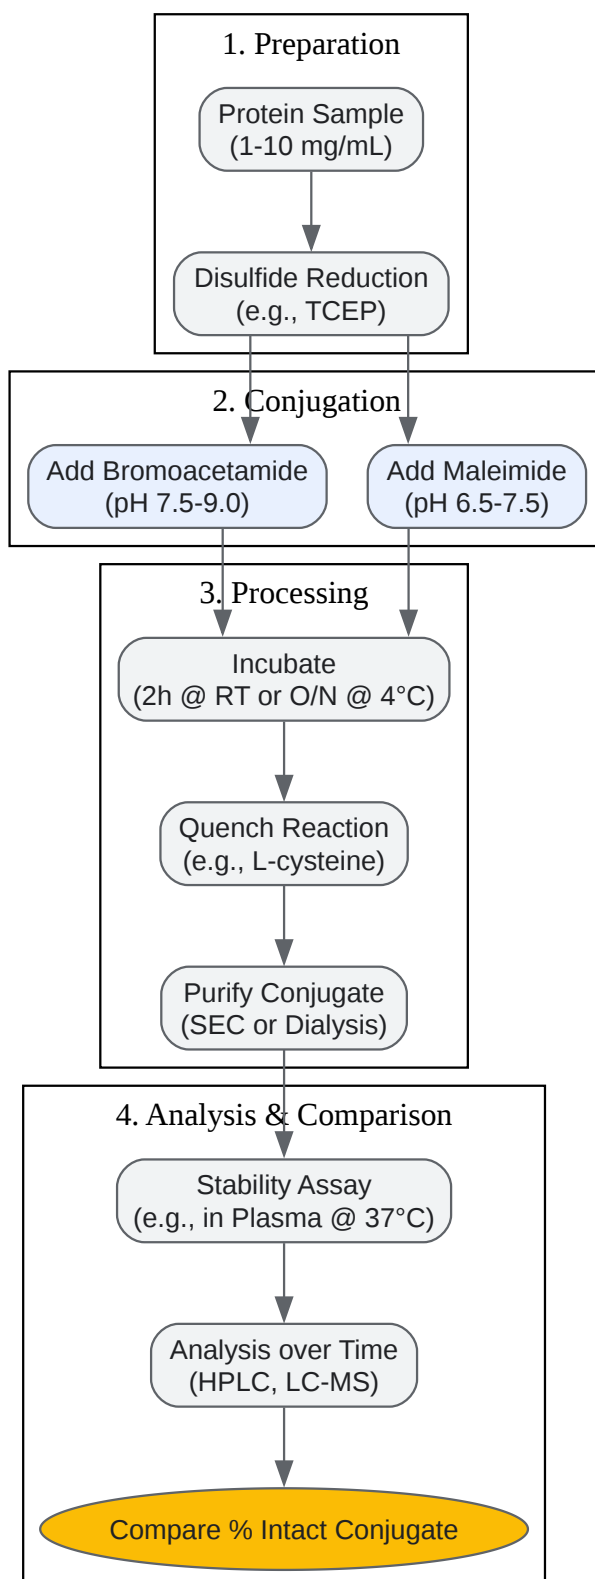 1. Preparation
Protein Sample
(1-10 mg/mL)
Disulfide Reduction
(e.g., TCEP)
2. Conjugation
Add Bromoacetamide
(pH 7.5-9.0)
Add Maleimide
(pH 6.5-7.5)
3. Processing
Incubate
(2h @ RT or O/N @ 4°C)
Quench Reaction
(e.g., L-cysteine)
Purify Conjugate
(SEC or Dialysis)
4. Analysis & Comparison
Stability Assay
(e.g., in Plasma @ 37°C)
Analysis over Time
(HPLC, LC-MS)
Compare % Intact Conjugate